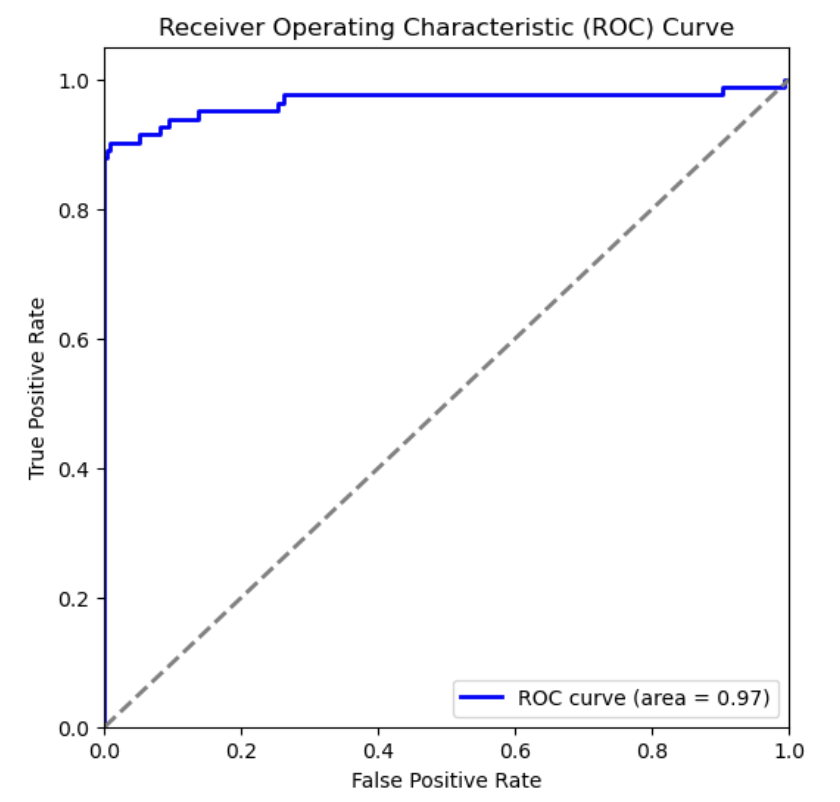 Receiver Operating Characteristic (ROC) Curve
True Positive Rate
1.0
0.8
0.6
0.4
0.2
0.0
ROC curve (area = 0.97)
0.0 0.2 0.4 0.6 0.8 1.0
False Positive Rate